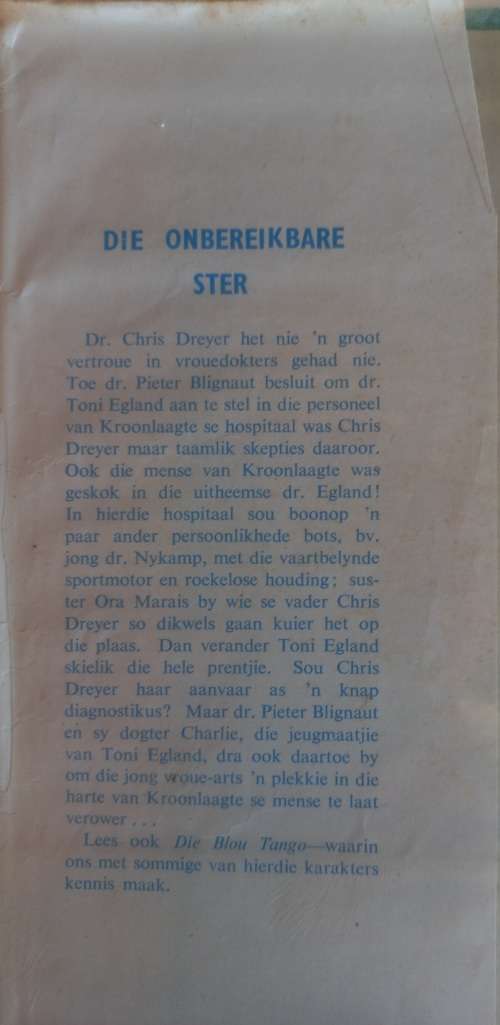 DIE ONBEREIKBARE
STER
Dr. Chris Dreyer het nie 'n groot
vertroue in vrouedokters gehad nie.
Toe dr. Pieter Blignaut besluit om dr.
Toni Egland aan te stel in die personeel
van Kroonlaagte se hospitaal was Chris
Dreyer maar taamlik skepties daaroor.
Ook die mense van Kroonlaagte was
geskok in die uitheemse dr. Egland!
In hierdie hospitaal sou boonop 'n
paar ander persoonlikhede bots, bv.
jong dr. Nykamp, met die vaartbelynde
sportmotor en roekelose houding; sus-
ter Ora Marais by wie se vader Chris
Dreyer so dikwels gaan kuier het op
die plaas. Dan verander Toni Egland
skielik die hele prentjie. Sou Chris
Dreyer haar aanvaar as 'n knap
diagnostikus? Maar dr. Pieter Blignaut
en sy dogter Charlie, die jeugmaatjie
van Toni Egland, dra ook daartoe by
om die jong vroue-arts 'n plekkie in die
harte van Kroonlaagte se mense te laat
verower . . .
Lees ook Die Blou Tango—waarin
ons met sommige van hierdie karakters
kennis maak.